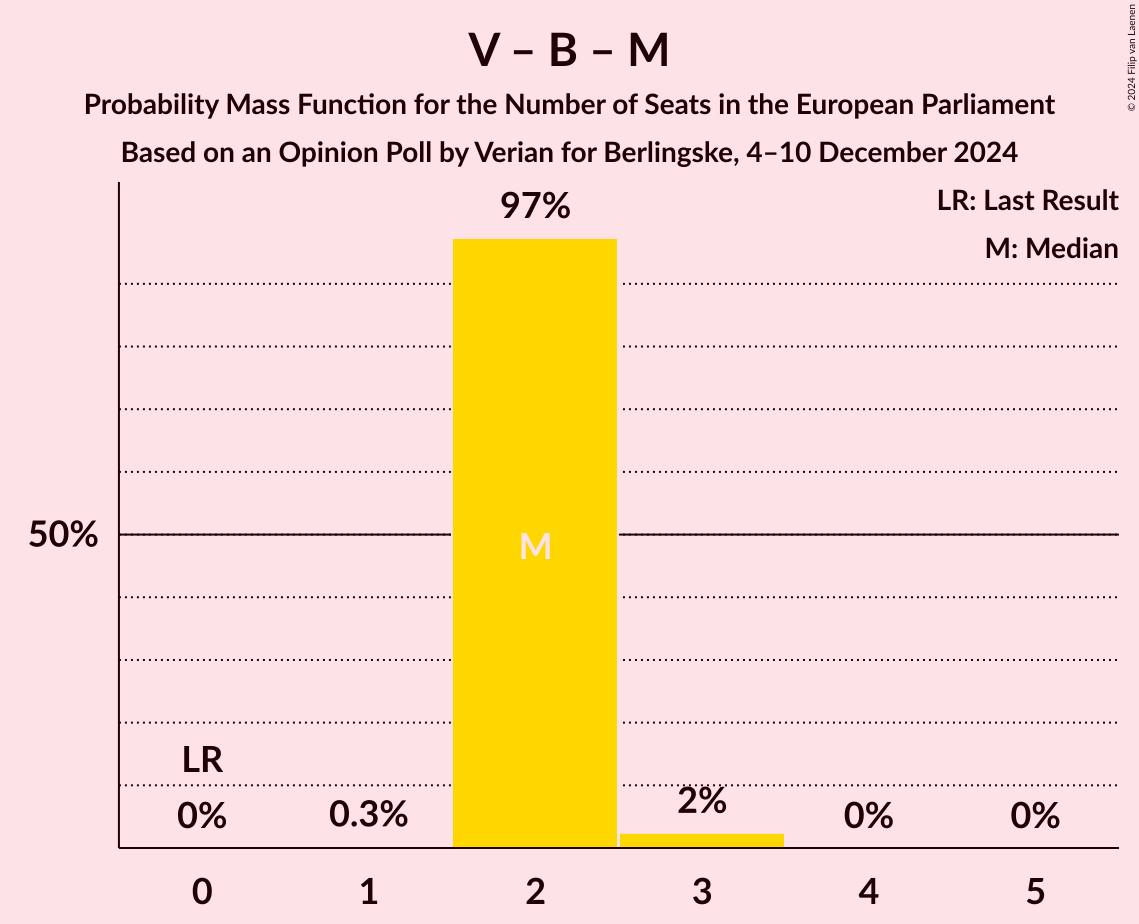 V – B – M
Probability Mass Function for the Number of Seats in the European Parliament
Based on an Opinion Poll by Verian for Berlingske, 4–10 December 2024
© 2024 Filip van Laenen
LR: Last Result
M: Median
97%
50%
M
LR
0%
0.3%
2%
0%
0%
0
1
2
3
4
5